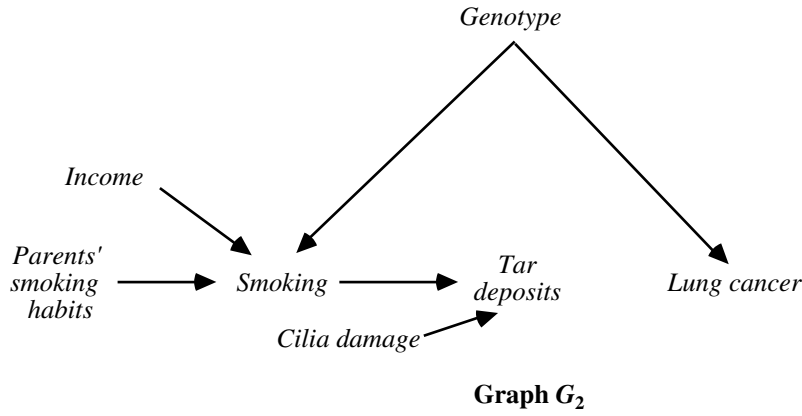 Genotype
Income
Parents'
smoking
habits
Smoking
Tar
deposits
Lung cancer
Cilia damage
Graph G2